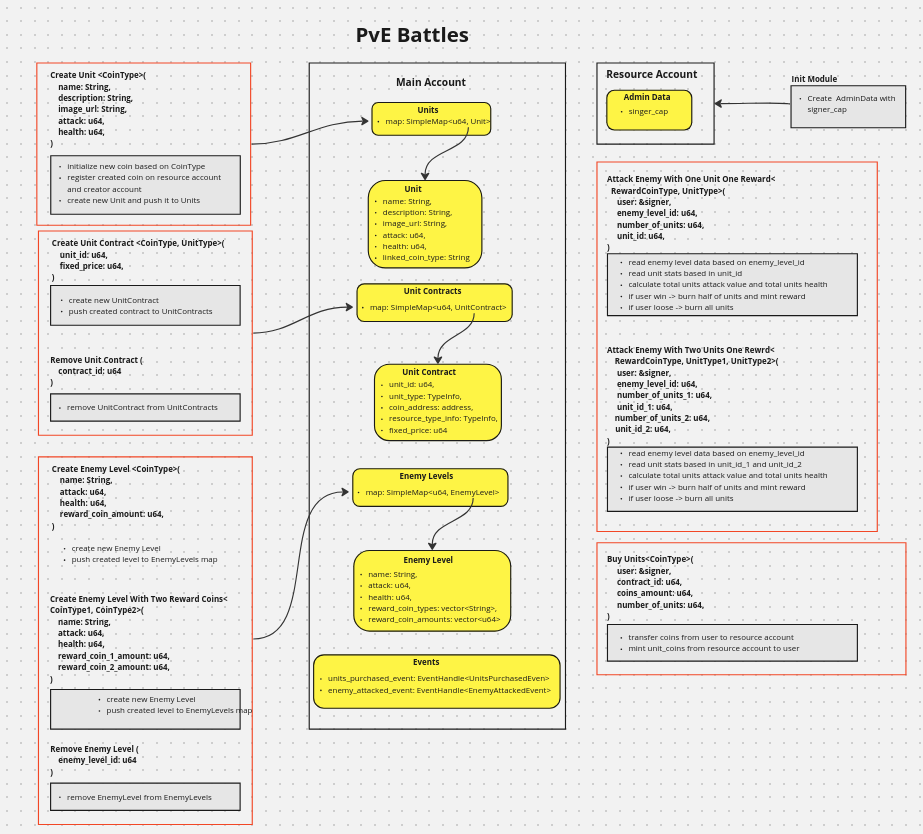 PvE Battles
Create Unit <CoinType>(
name: String,
description: String,
image_url: String,
attack: u64,
health: u64,
)
• initialize new coin based on CoinType
• register created coin on resource account
and creator account
• create new Unit and push it to Units
Create Unit Contract <CoinType, UnitType>(
unit_id: u64,
fixed_price: u64,
)
• create new UnitContract
• push created contract to UnitContracts
Remove Unit Contract (
contract_id: u64
)
• remove UnitContract from UnitContracts
Create Enemy Level <CoinType>(
name: String,
attack: u64,
health: u64,
reward_coin_amount: u64,
)
• create new Enemy Level
• push created level to EnemyLevels map
Create Enemy Level With Two Reward Coins<
CoinType1, CoinType2>(
name: String,
attack: u64,
health: u64,
reward_coin_1_amount: u64,
reward_coin_2_amount: u64,
)
• create new Enemy Level
• push created level to EnemyLevels map
Remove Enemy Level (
enemy_level_id: u64
)
• remove EnemyLevel from EnemyLevels
Main Account
Units
• map: SimpleMap<u64, Unit>
Unit
• name: String,
• description: String,
• image_url: String,
• attack: u64,
• health: u64,
• linked_coin_type: String
Unit Contracts
• map: SimpleMap<u64, UnitContract>
Unit Contract
• unit_id: u64,
• unit_type: TypeInfo,
• coin_address: address,
• resource_type_info: TypeInfo,
• fixed_price: u64
Enemy Levels
• map: SimpleMap<u64, EnemyLevel>
Enemy Level
• name: String,
• attack: u64,
• health: u64,
• reward_coin_types: vector<String>,
• reward_coin_amounts: vector<u64>
Events
• units_purchased_event: EventHandle<UnitsPurchasedEven>
• enemy_attacked_event: EventHandle<EnemyAttackedEvent>
Resource Account
Admin Data
• singer_cap
Init Module
• Create AdminData with
signer_cap
Attack Enemy With One Unit One Reward<
RewardCoinType, UnitType>(
user: &signer,
enemy_level_id: u64,
number_of_units: u64,
unit_id: u64,
)
• read enemy level data based on enemy_level_id
• read unit stats based in unit_id
• calculate total units attack value and total units health
• if user win -> burn half of units and mint reward
• if user loose -> burn all units
Attack Enemy With Two Units One Rewrd<
RewardCoinType, UnitType1, UnitType2>(
user: &signer,
enemy_level_id: u64,
number_of_units_1: u64,
unit_id_1: u64,
number_of_units_2: u64,
unit_id_2: u64,
)
• read enemy level data based on enemy_level_id
• read unit stats based in unit_id_1 and unit_id_2
• calculate total units attack value and total units health
• if user win -> burn half of units and mint reward
• if user loose -> burn all units
Buy Units<CoinType>(
user: &signer,
contract_id: u64,
coins_amount: u64,
number_of_units: u64,
)
• transfer coins from user to resource account
• mint unit_coins from resource account to user